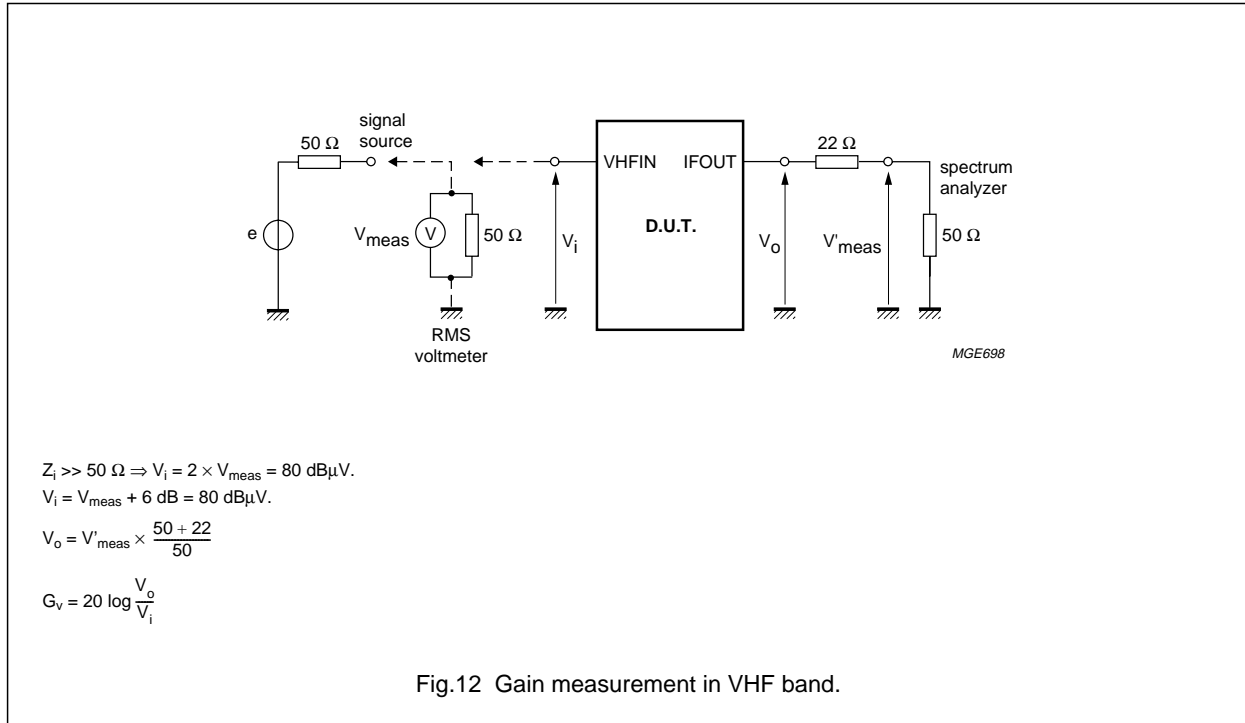 signal
source
50 Ω
e
V_meas
V
50 Ω
RMS
voltmeter
V_i
VHFIN IFOUT
D.U.T.
V_o
22 Ω
V'_meas
spectrum
analyzer
50 Ω
MGE698
Z_i >> 50 Ω ⇒ V_i = 2 × V_meas = 80 dBµV.
V_i = V_meas + 6 dB = 80 dBµV.
V_o = V'_meas × (50 + 22)/50
G_v = 20 log V_o/V_i
Fig.12 Gain measurement in VHF band.